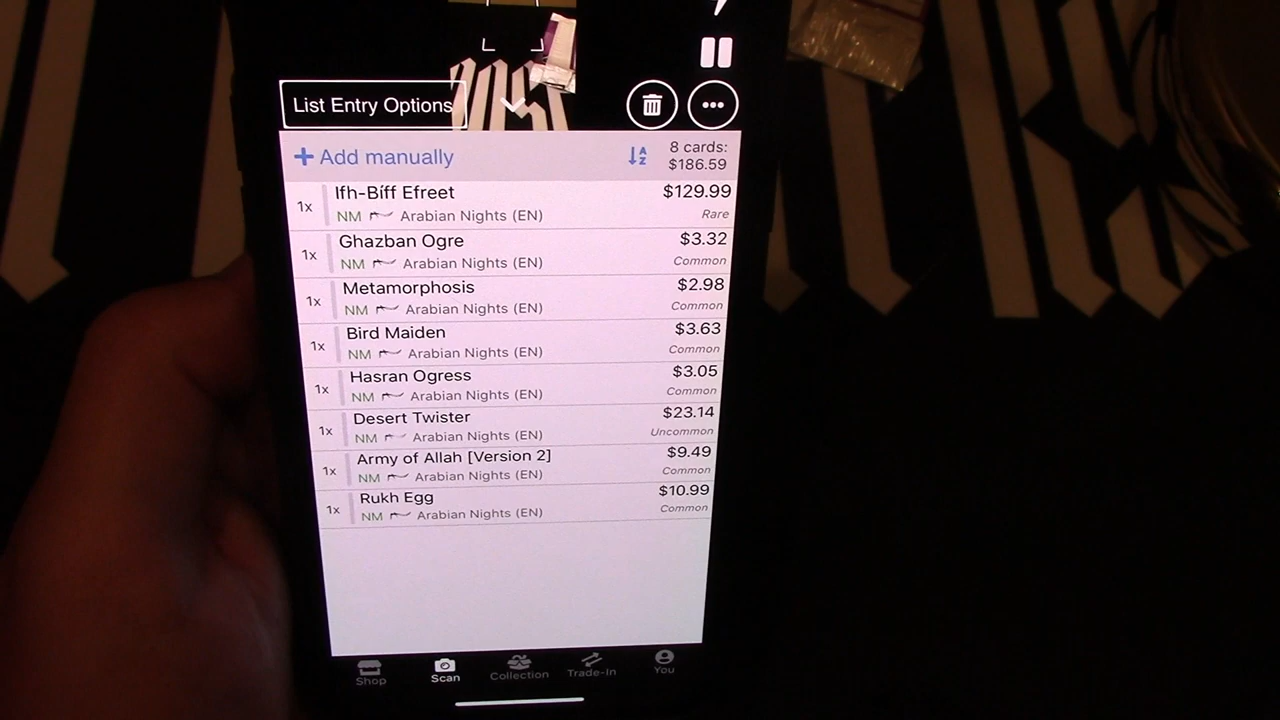 List Entry Options
+ Add manually
8 cards:
$186.59
1x Ifh-Bíff Efreet $129.99
NM Arabian Nights (EN) Rare
1x Ghazban Ogre $3.32
NM Arabian Nights (EN) Common
1x Metamorphosis $2.98
NM Arabian Nights (EN) Common
1x Bird Maiden $3.63
NM Arabian Nights (EN) Common
1x Hasran Ogress $3.05
NM Arabian Nights (EN) Common
1x Desert Twister $23.14
NM Arabian Nights (EN) Uncommon
1x Army of Allah [Version 2] $9.49
NM Arabian Nights (EN) Common
1x Rukh Egg $10.99
NM Arabian Nights (EN) Common
Shop Scan Collection Trade-In You